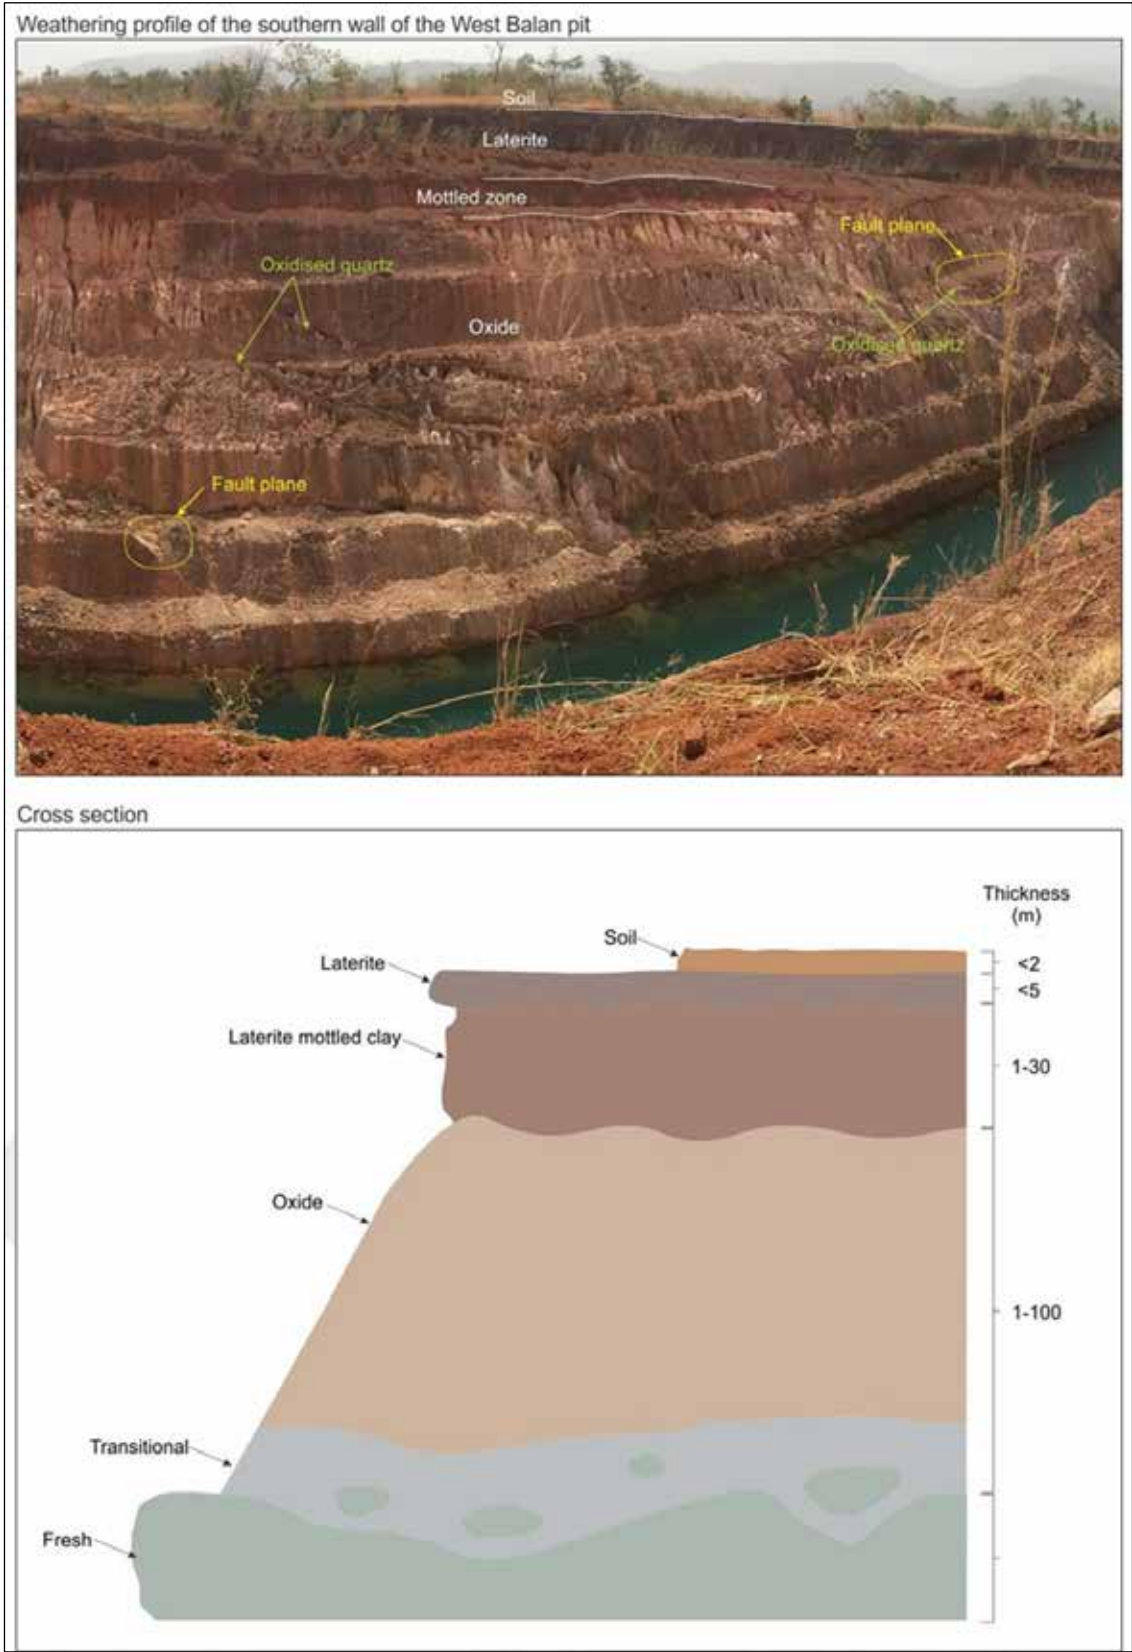 Weathering profile of the southern wall of the West Balan pit
Soil
Laterite
Mottled zone
Fault plane
Oxidised quartz
Oxide
Oxidised quartz
Fault plane
Cross section
Thickness
(m)
Soil
<2
Laterite
<5
Laterite mottled clay
1-30
Oxide
1-100
Transitional
Fresh